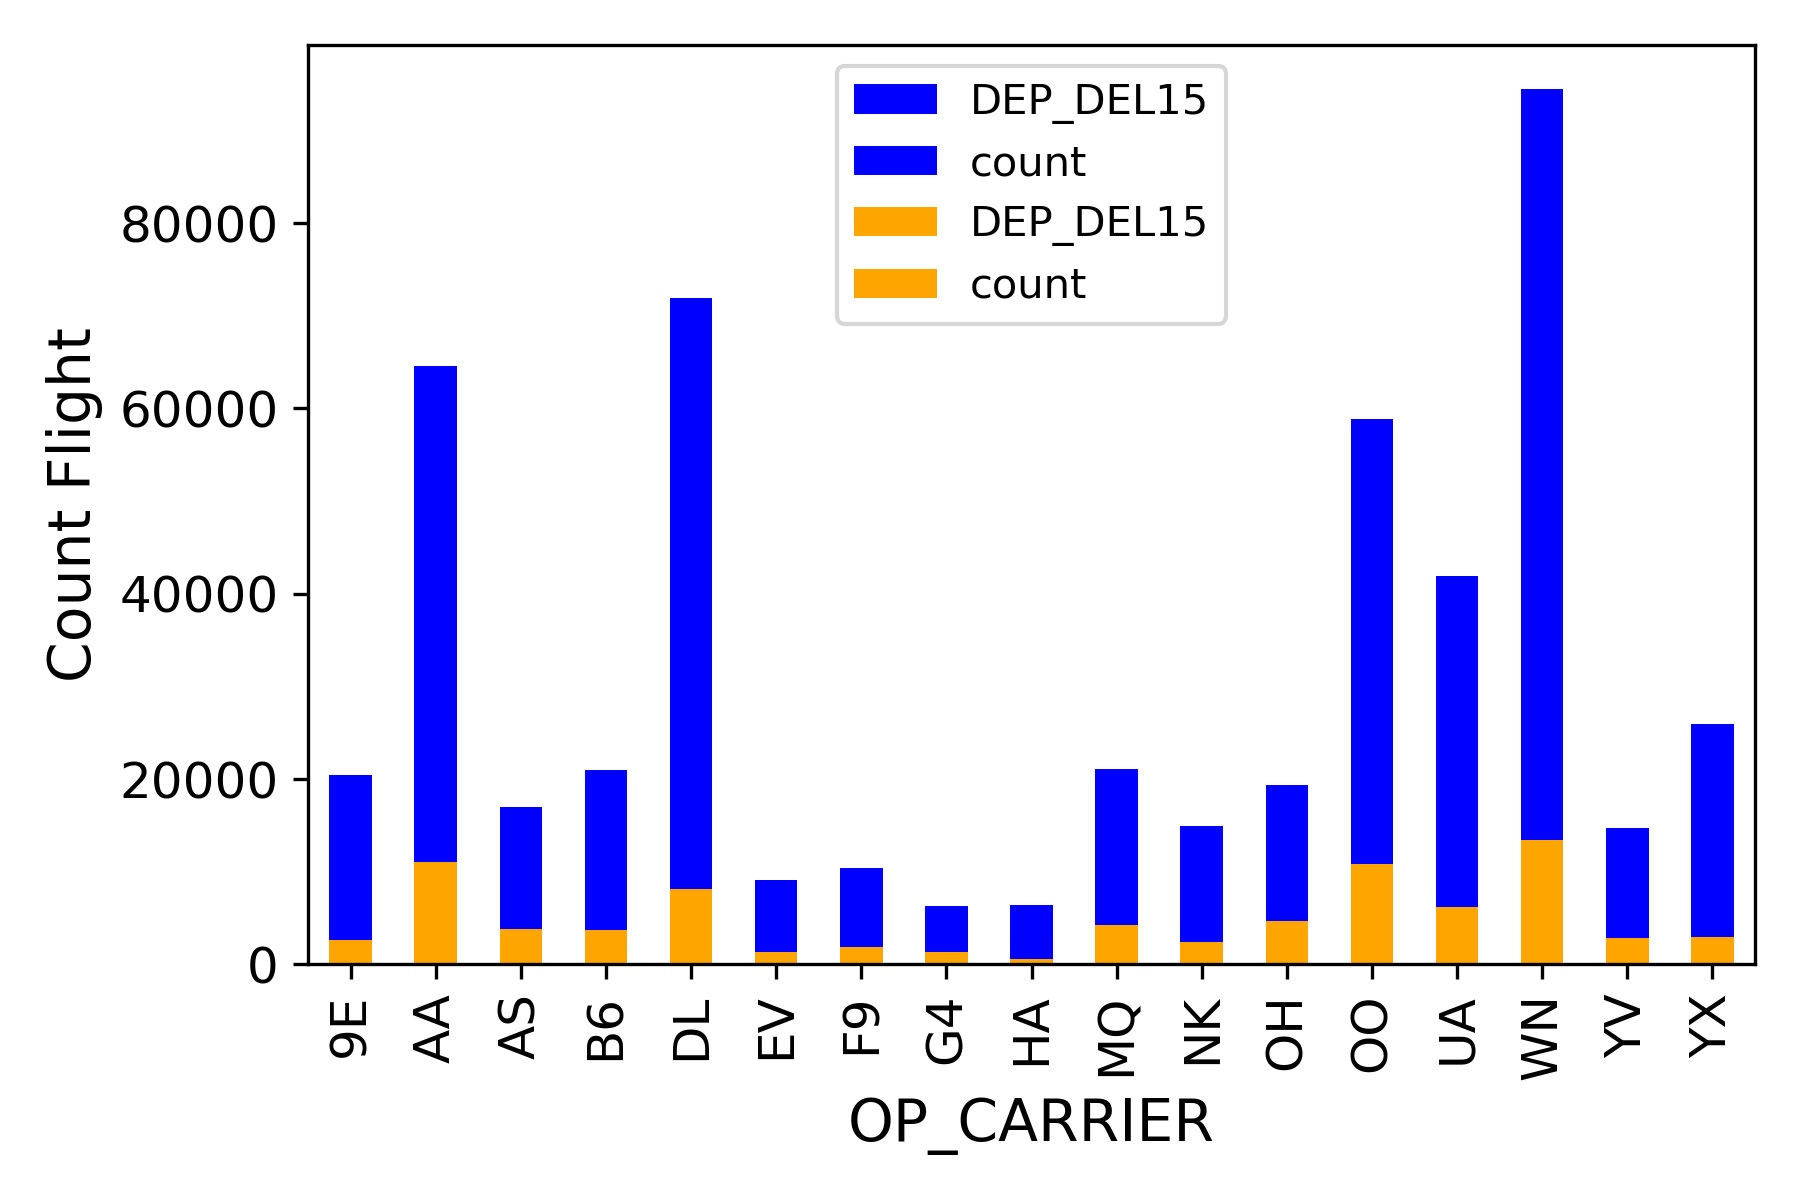 DEP_DEL15
count
DEP_DEL15
count
Count Flight
80000
60000
40000
20000
0
9E AA AS B6 DL EV F9 G4 HA MQ NK OH OO UA WN YV YX
OP_CARRIER